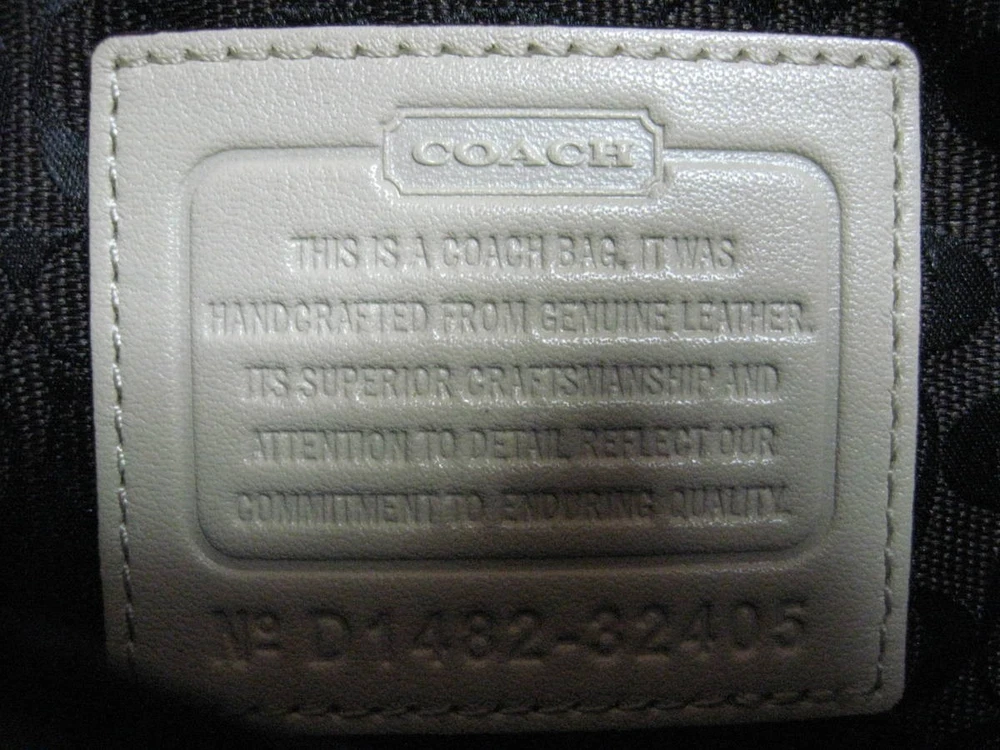 COACH
THIS IS A COACH BAG. IT WAS
HANDCRAFTED FROM GENUINE LEATHER.
ITS SUPERIOR CRAFTSMANSHIP AND
ATTENTION TO DETAIL REFLECT OUR
COMMITMENT TO ENDURING QUALITY.
Nº D1482-32405